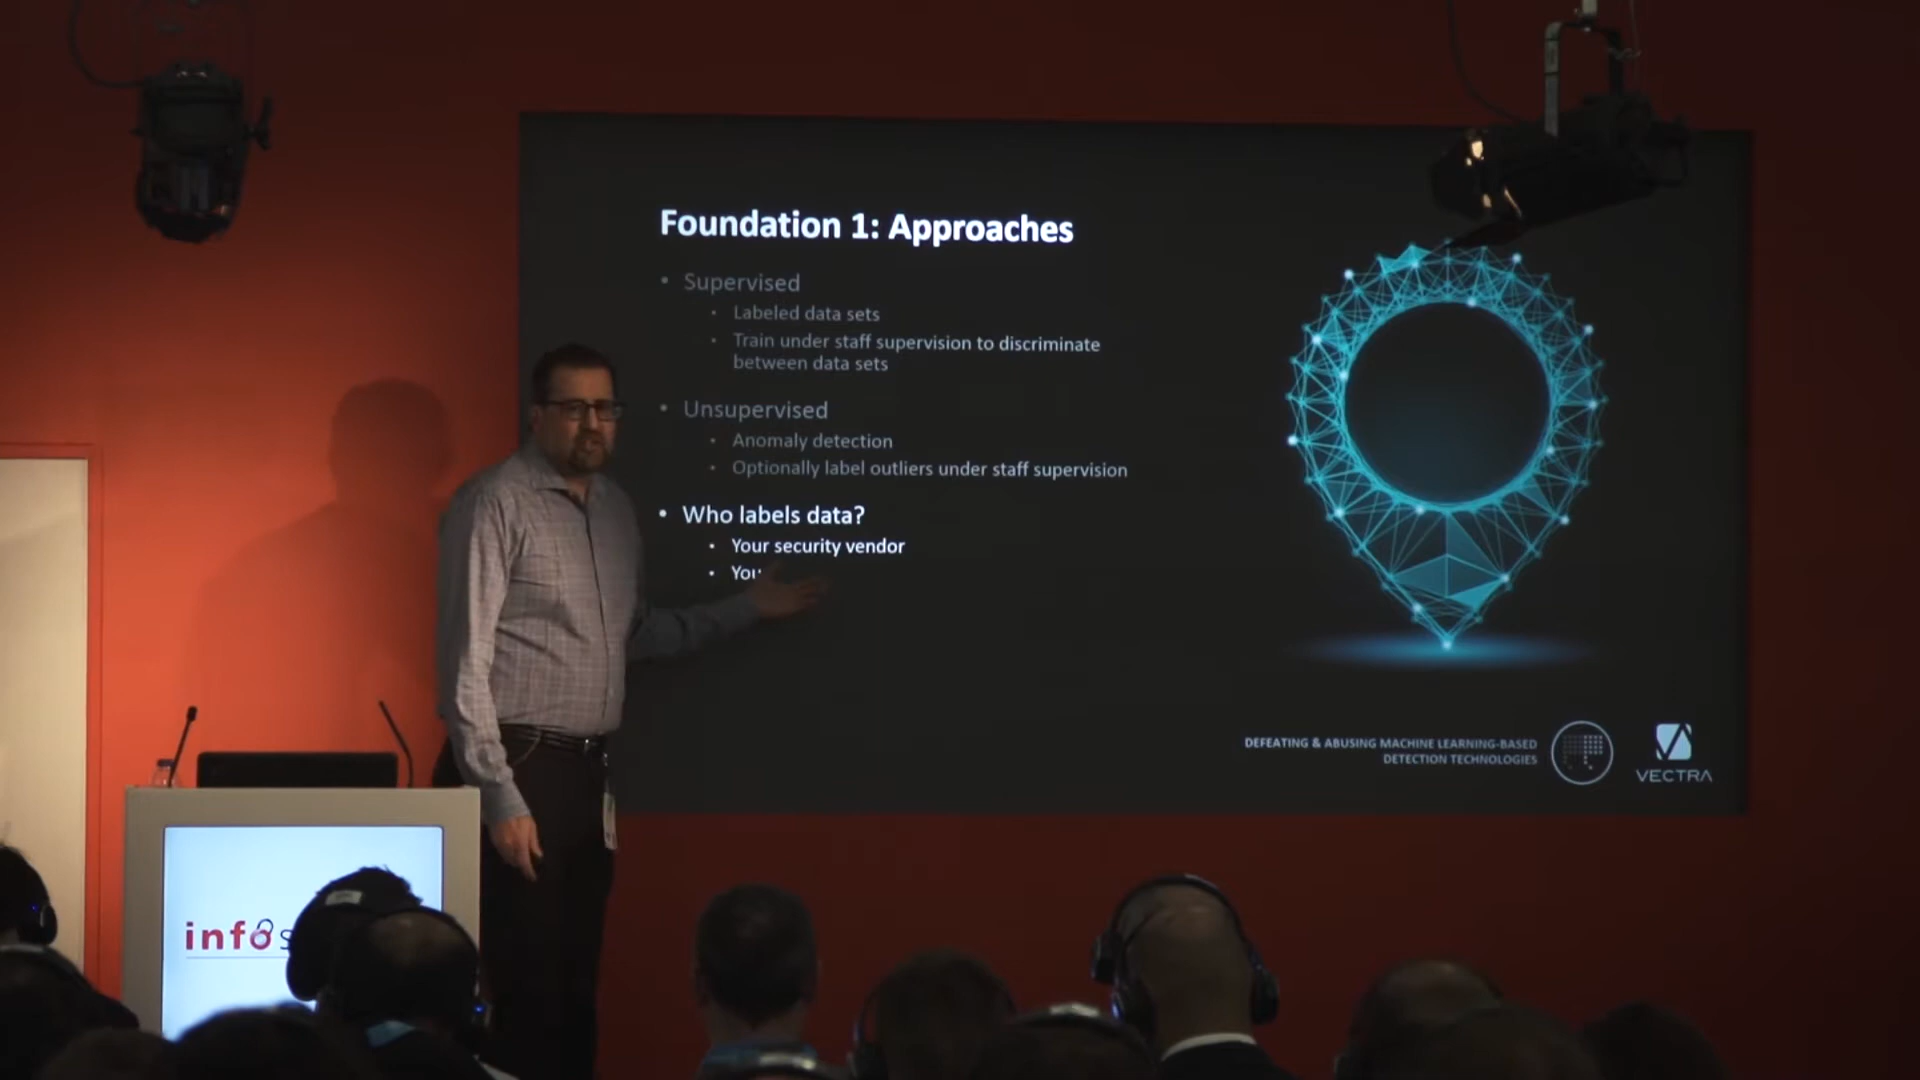 Foundation 1: Approaches
• Supervised
• Labeled data sets
• Train under staff supervision to discriminate
between data sets
• Unsupervised
• Anomaly detection
• Optionally label outliers under staff supervision
• Who labels data?
• Your security vendor
• You
DEFEATING & ABUSING MACHINE LEARNING-BASED
DETECTION TECHNOLOGIES
VECTRA
infos